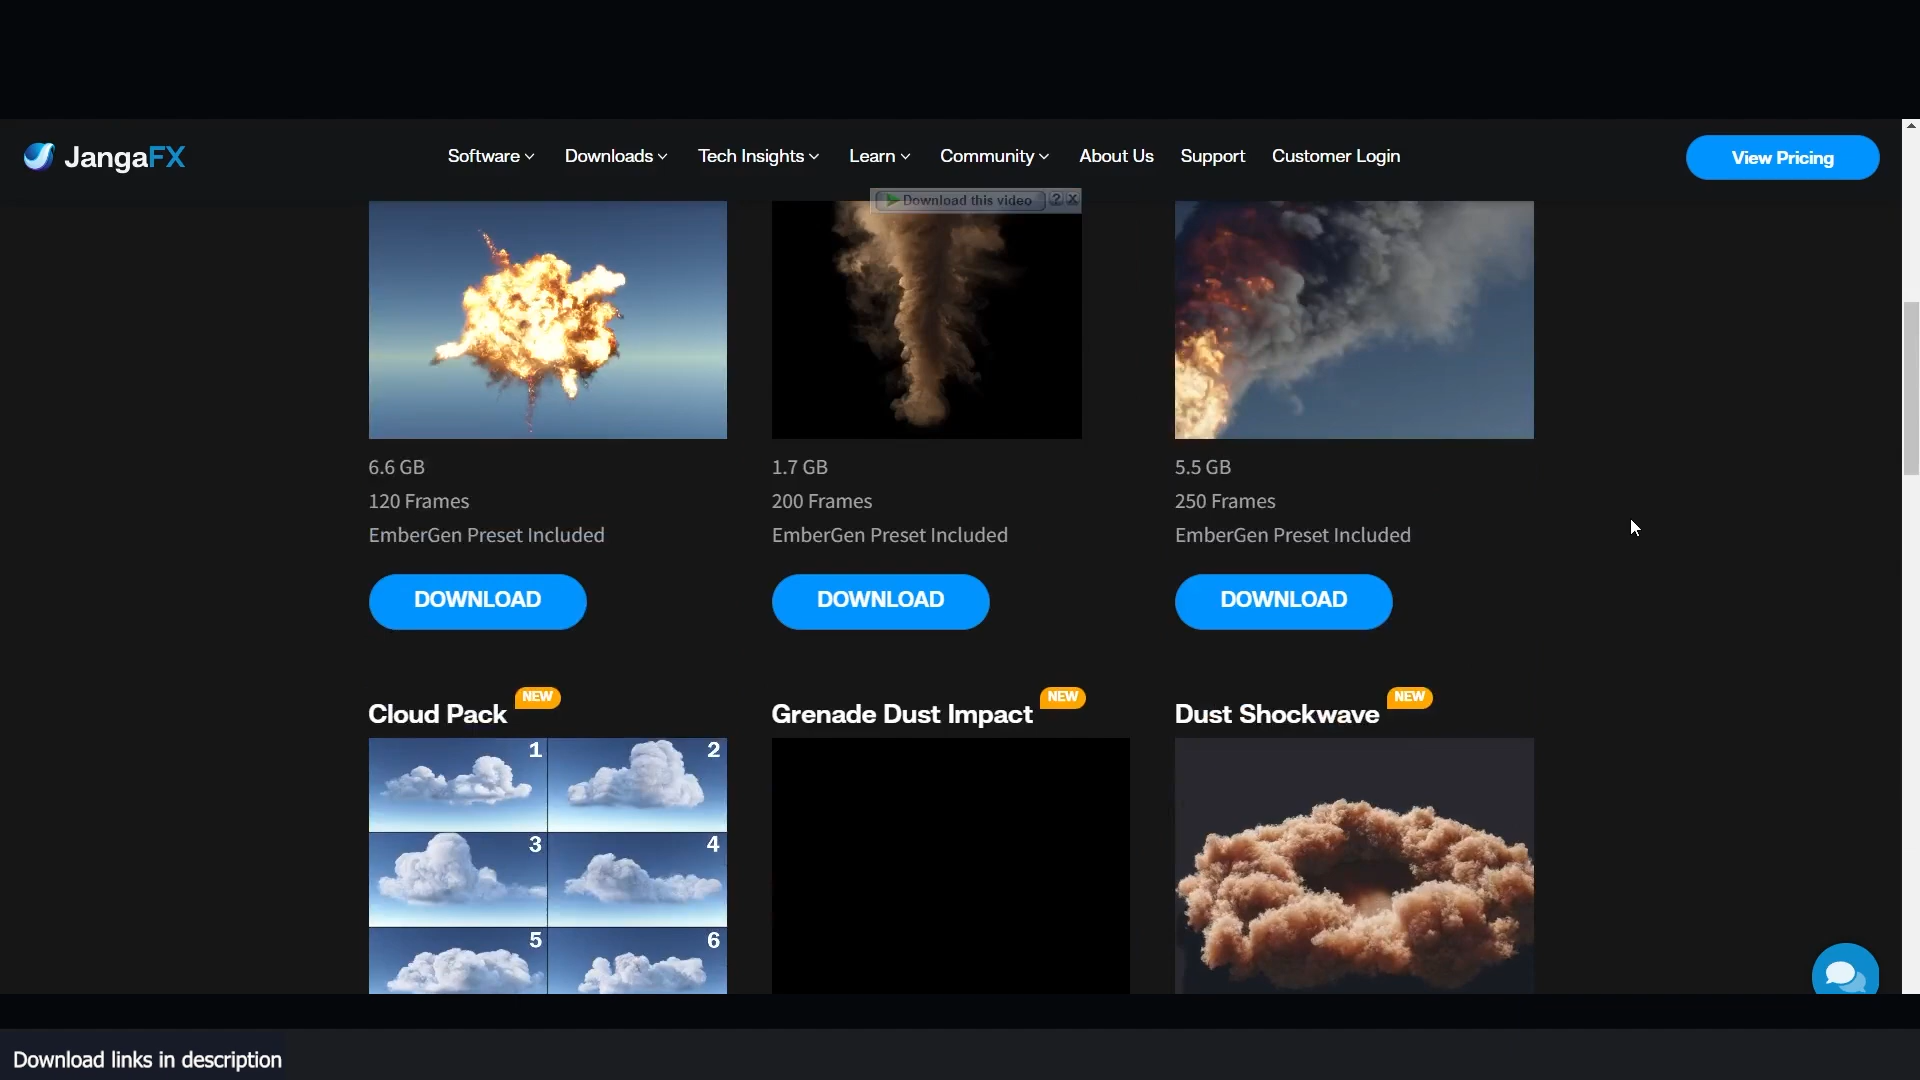 JangaFX
Software
Downloads
Tech Insights
Learn
Community
About Us
Support
Customer Login
View Pricing
Download this video
?
X
6.6 GB
120 Frames
EmberGen Preset Included
DOWNLOAD
1.7 GB
200 Frames
EmberGen Preset Included
DOWNLOAD
5.5 GB
250 Frames
EmberGen Preset Included
DOWNLOAD
Cloud Pack NEW
1
2
3
4
5
6
Grenade Dust Impact NEW
Dust Shockwave NEW
Download links in description